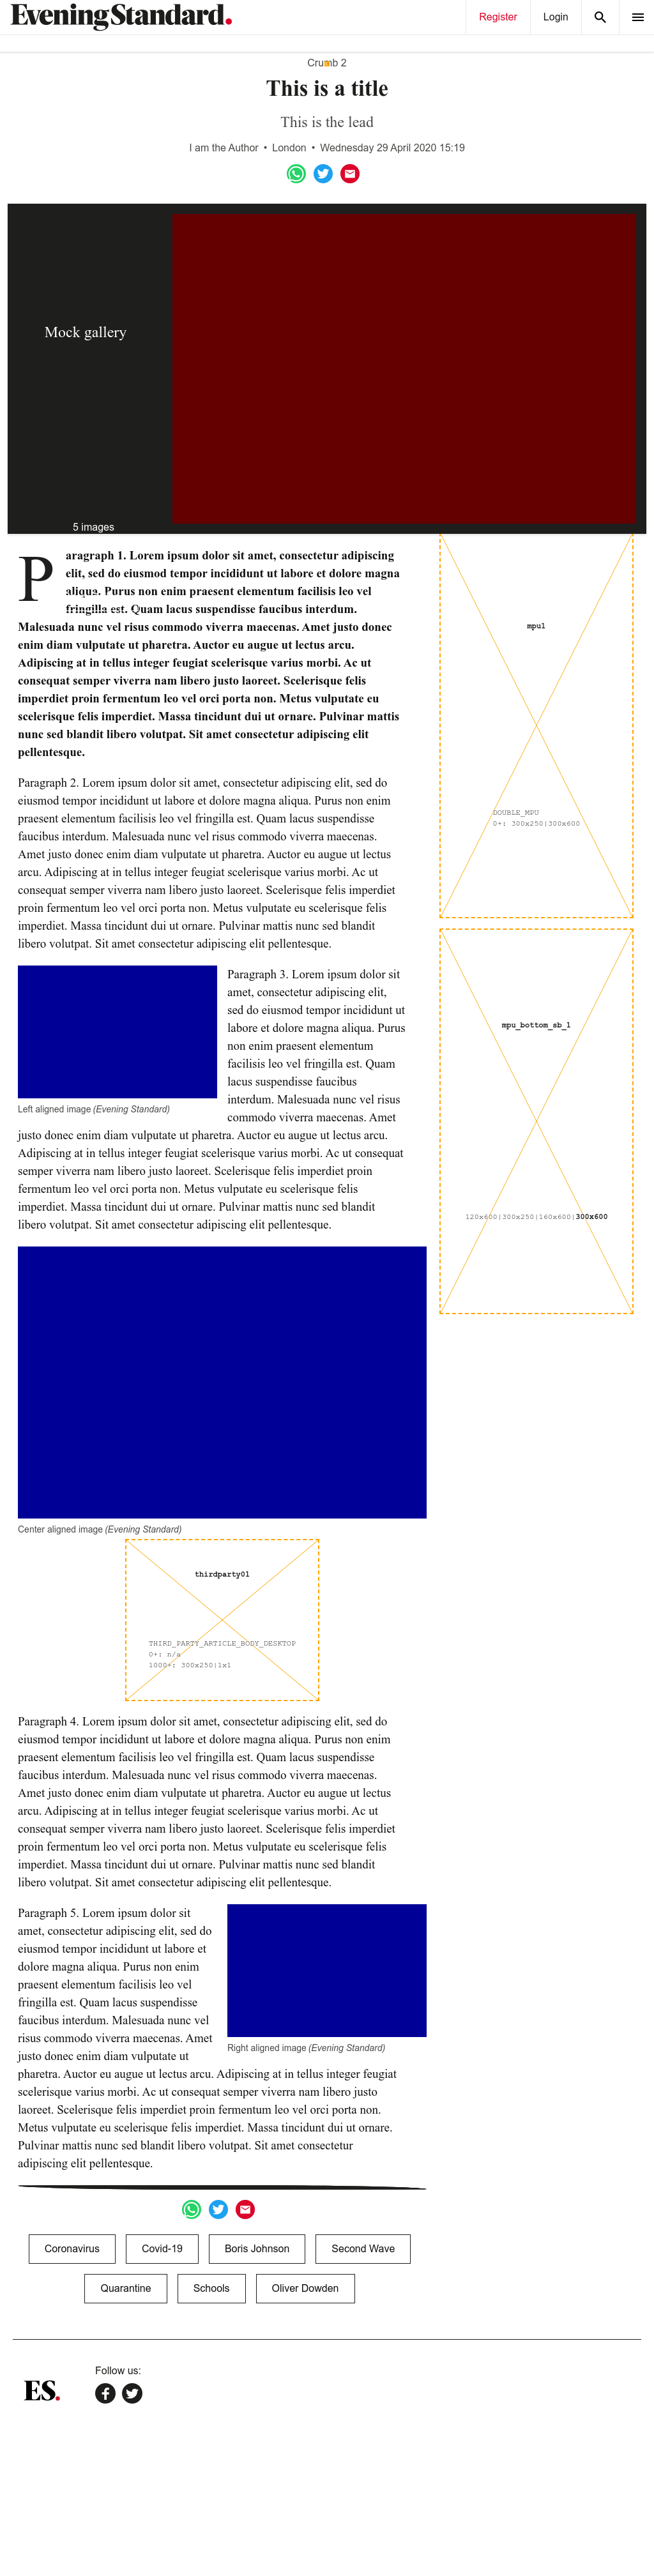 Evening Standard.
Register
Login
Crumb 2
This is a title
This is the lead
I am the Author • London • Wednesday 29 April 2020 15:19
Mock gallery
5 images
Paragraph 1. Lorem ipsum dolor sit amet, consectetur adipiscing
elit, sed do eiusmod tempor incididunt ut labore et dolore magna
aliqua. Purus non enim praesent elementum facilisis leo vel
fringilla est. Quam lacus suspendisse faucibus interdum.
Malesuada nunc vel risus commodo viverra maecenas. Amet justo donec
enim diam vulputate ut pharetra. Auctor eu augue ut lectus arcu.
Adipiscing at in tellus integer feugiat scelerisque varius morbi. Ac ut
consequat semper viverra nam libero justo laoreet. Scelerisque felis
imperdiet proin fermentum leo vel orci porta non. Metus vulputate eu
scelerisque felis imperdiet. Massa tincidunt dui ut ornare. Pulvinar mattis
nunc sed blandit libero volutpat. Sit amet consectetur adipiscing elit
pellentesque.
Paragraph 2. Lorem ipsum dolor sit amet, consectetur adipiscing elit, sed do
eiusmod tempor incididunt ut labore et dolore magna aliqua. Purus non enim
praesent elementum facilisis leo vel fringilla est. Quam lacus suspendisse
faucibus interdum. Malesuada nunc vel risus commodo viverra maecenas.
Amet justo donec enim diam vulputate ut pharetra. Auctor eu augue ut lectus
arcu. Adipiscing at in tellus integer feugiat scelerisque varius morbi. Ac ut
consequat semper viverra nam libero justo laoreet. Scelerisque felis imperdiet
proin fermentum leo vel orci porta non. Metus vulputate eu scelerisque felis
imperdiet. Massa tincidunt dui ut ornare. Pulvinar mattis nunc sed blandit
libero volutpat. Sit amet consectetur adipiscing elit pellentesque.
Left aligned image (Evening Standard)
Paragraph 3. Lorem ipsum dolor sit
amet, consectetur adipiscing elit,
sed do eiusmod tempor incididunt ut
labore et dolore magna aliqua. Purus
non enim praesent elementum
facilisis leo vel fringilla est. Quam
lacus suspendisse faucibus
interdum. Malesuada nunc vel risus
commodo viverra maecenas. Amet
justo donec enim diam vulputate ut pharetra. Auctor eu augue ut lectus arcu.
Adipiscing at in tellus integer feugiat scelerisque varius morbi. Ac ut consequat
semper viverra nam libero justo laoreet. Scelerisque felis imperdiet proin
fermentum leo vel orci porta non. Metus vulputate eu scelerisque felis
imperdiet. Massa tincidunt dui ut ornare. Pulvinar mattis nunc sed blandit
libero volutpat. Sit amet consectetur adipiscing elit pellentesque.
Center aligned image (Evening Standard)
thirdparty01
THIRD_PARTY_ARTICLE_BODY_DESKTOP
0+: n/a
1000+: 300x250|1x1
Paragraph 4. Lorem ipsum dolor sit amet, consectetur adipiscing elit, sed do
eiusmod tempor incididunt ut labore et dolore magna aliqua. Purus non enim
praesent elementum facilisis leo vel fringilla est. Quam lacus suspendisse
faucibus interdum. Malesuada nunc vel risus commodo viverra maecenas.
Amet justo donec enim diam vulputate ut pharetra. Auctor eu augue ut lectus
arcu. Adipiscing at in tellus integer feugiat scelerisque varius morbi. Ac ut
consequat semper viverra nam libero justo laoreet. Scelerisque felis imperdiet
proin fermentum leo vel orci porta non. Metus vulputate eu scelerisque felis
imperdiet. Massa tincidunt dui ut ornare. Pulvinar mattis nunc sed blandit
libero volutpat. Sit amet consectetur adipiscing elit pellentesque.
Paragraph 5. Lorem ipsum dolor sit
amet, consectetur adipiscing elit, sed do
eiusmod tempor incididunt ut labore et
dolore magna aliqua. Purus non enim
praesent elementum facilisis leo vel
fringilla est. Quam lacus suspendisse
faucibus interdum. Malesuada nunc vel
risus commodo viverra maecenas. Amet
justo donec enim diam vulputate ut
pharetra. Auctor eu augue ut lectus arcu. Adipiscing at in tellus integer feugiat
scelerisque varius morbi. Ac ut consequat semper viverra nam libero justo
laoreet. Scelerisque felis imperdiet proin fermentum leo vel orci porta non.
Metus vulputate eu scelerisque felis imperdiet. Massa tincidunt dui ut ornare.
Pulvinar mattis nunc sed blandit libero volutpat. Sit amet consectetur
adipiscing elit pellentesque.
Right aligned image (Evening Standard)
mpu1
DOUBLE_MPU
0+: 300x250|300x600
mpu_bottom_sb_1
120x600|300x250|160x600|300x600
Coronavirus
Covid-19
Boris Johnson
Second Wave
Quarantine
Schools
Oliver Dowden
ES.
Follow us: